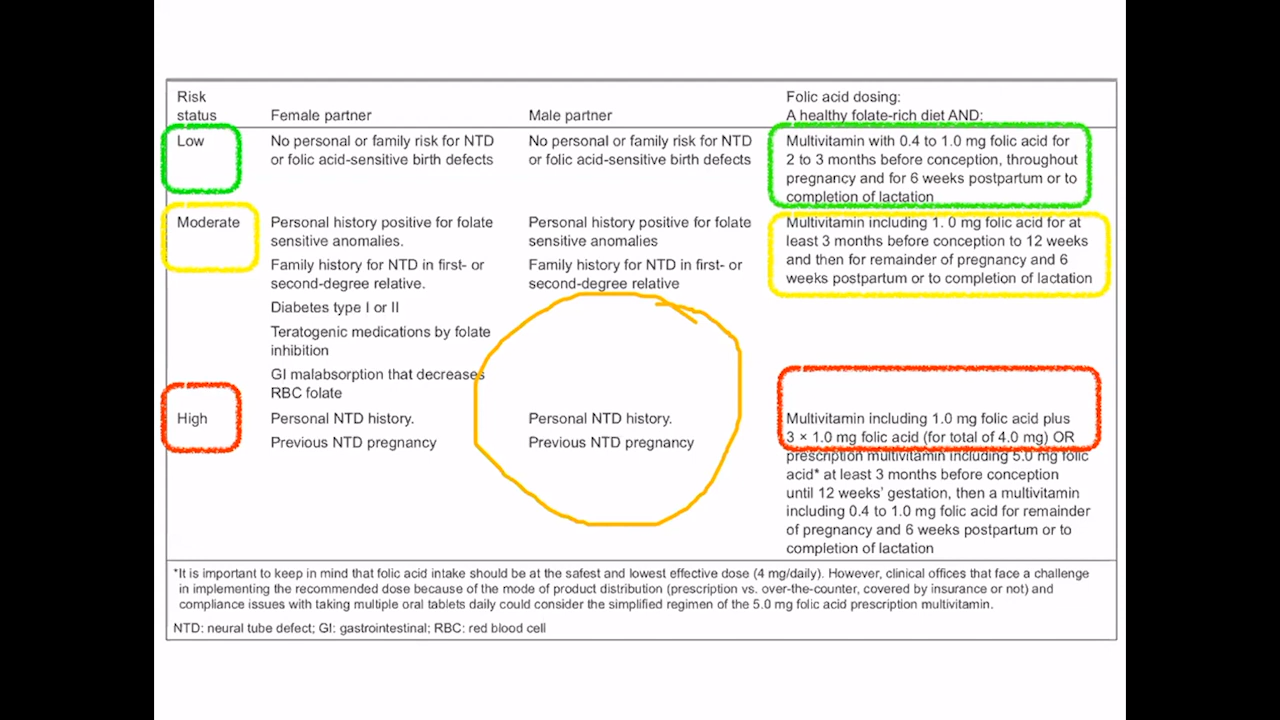 Risk
status
Female partner
Male partner
Folic acid dosing:
A healthy folate-rich diet AND:
Low
No personal or family risk for NTD
or folic acid-sensitive birth defects
No personal or family risk for NTD
or folic acid-sensitive birth defects
Multivitamin with 0.4 to 1.0 mg folic acid for
2 to 3 months before conception, throughout
pregnancy and for 6 weeks postpartum or to
completion of lactation
Moderate
Personal history positive for folate
sensitive anomalies.
Family history for NTD in first- or
second-degree relative.
Diabetes type I or II
Teratogenic medications by folate
inhibition
GI malabsorption that decreases
RBC folate
Personal history positive for folate
sensitive anomalies
Family history for NTD in first- or
second-degree relative
Multivitamin including 1. 0 mg folic acid for at
least 3 months before conception to 12 weeks
and then for remainder of pregnancy and 6
weeks postpartum or to completion of lactation
High
Personal NTD history.
Previous NTD pregnancy
Personal NTD history.
Previous NTD pregnancy
Multivitamin including 1.0 mg folic acid plus
3 × 1.0 mg folic acid (for total of 4.0 mg) OR
prescription multivitamin including 5.0 mg folic
acid* at least 3 months before conception
until 12 weeks' gestation, then a multivitamin
including 0.4 to 1.0 mg folic acid for remainder
of pregnancy and 6 weeks postpartum or to
completion of lactation
*It is important to keep in mind that folic acid intake should be at the safest and lowest effective dose (4 mg/daily). However, clinical offices that face a challenge
in implementing the recommended dose because of the mode of product distribution (prescription vs. over-the-counter, covered by insurance or not) and
compliance issues with taking multiple oral tablets daily could consider the simplified regimen of the 5.0 mg folic acid prescription multivitamin.
NTD: neural tube defect; GI: gastrointestinal; RBC: red blood cell